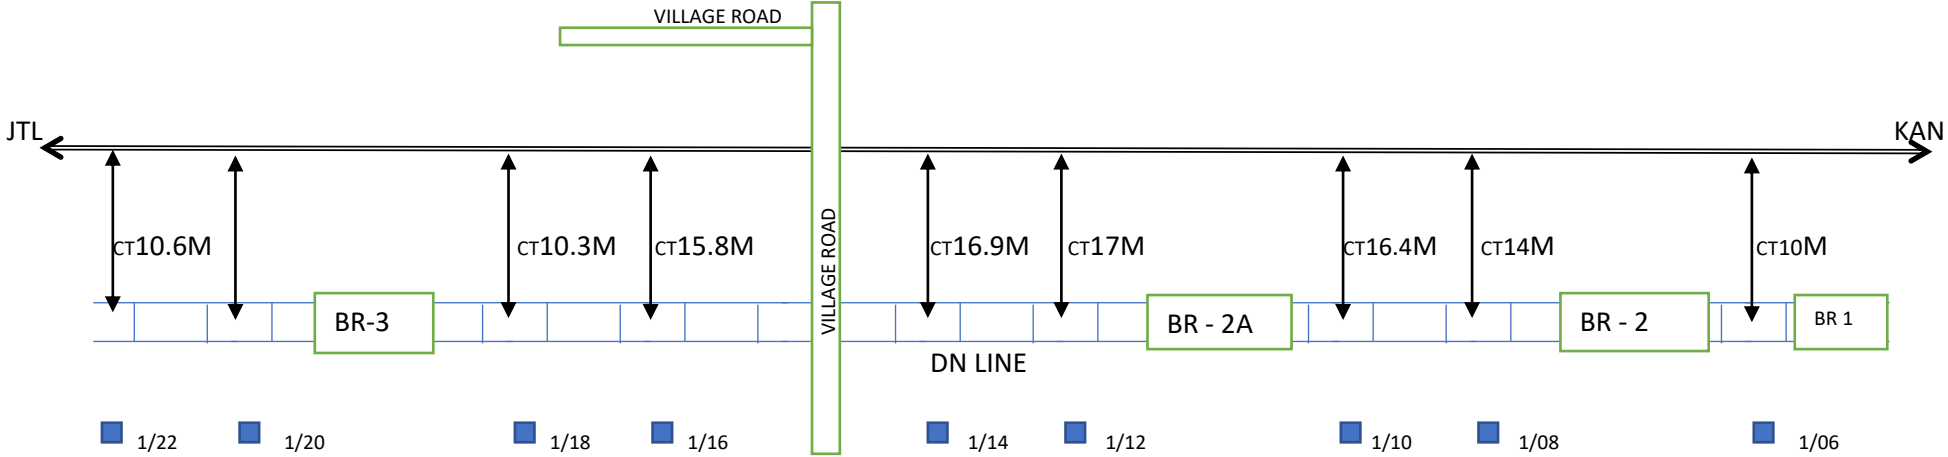 VILLAGE ROAD
JTL
KAN
VILLAGE ROAD
CT10.6M
CT10.3M
CT15.8M
CT16.9M
CT17M
CT16.4M
CT14M
CT10M
BR-3
BR - 2A
BR - 2
BR 1
DN LINE
1/22
1/20
1/18
1/16
1/14
1/12
1/10
1/08
1/06